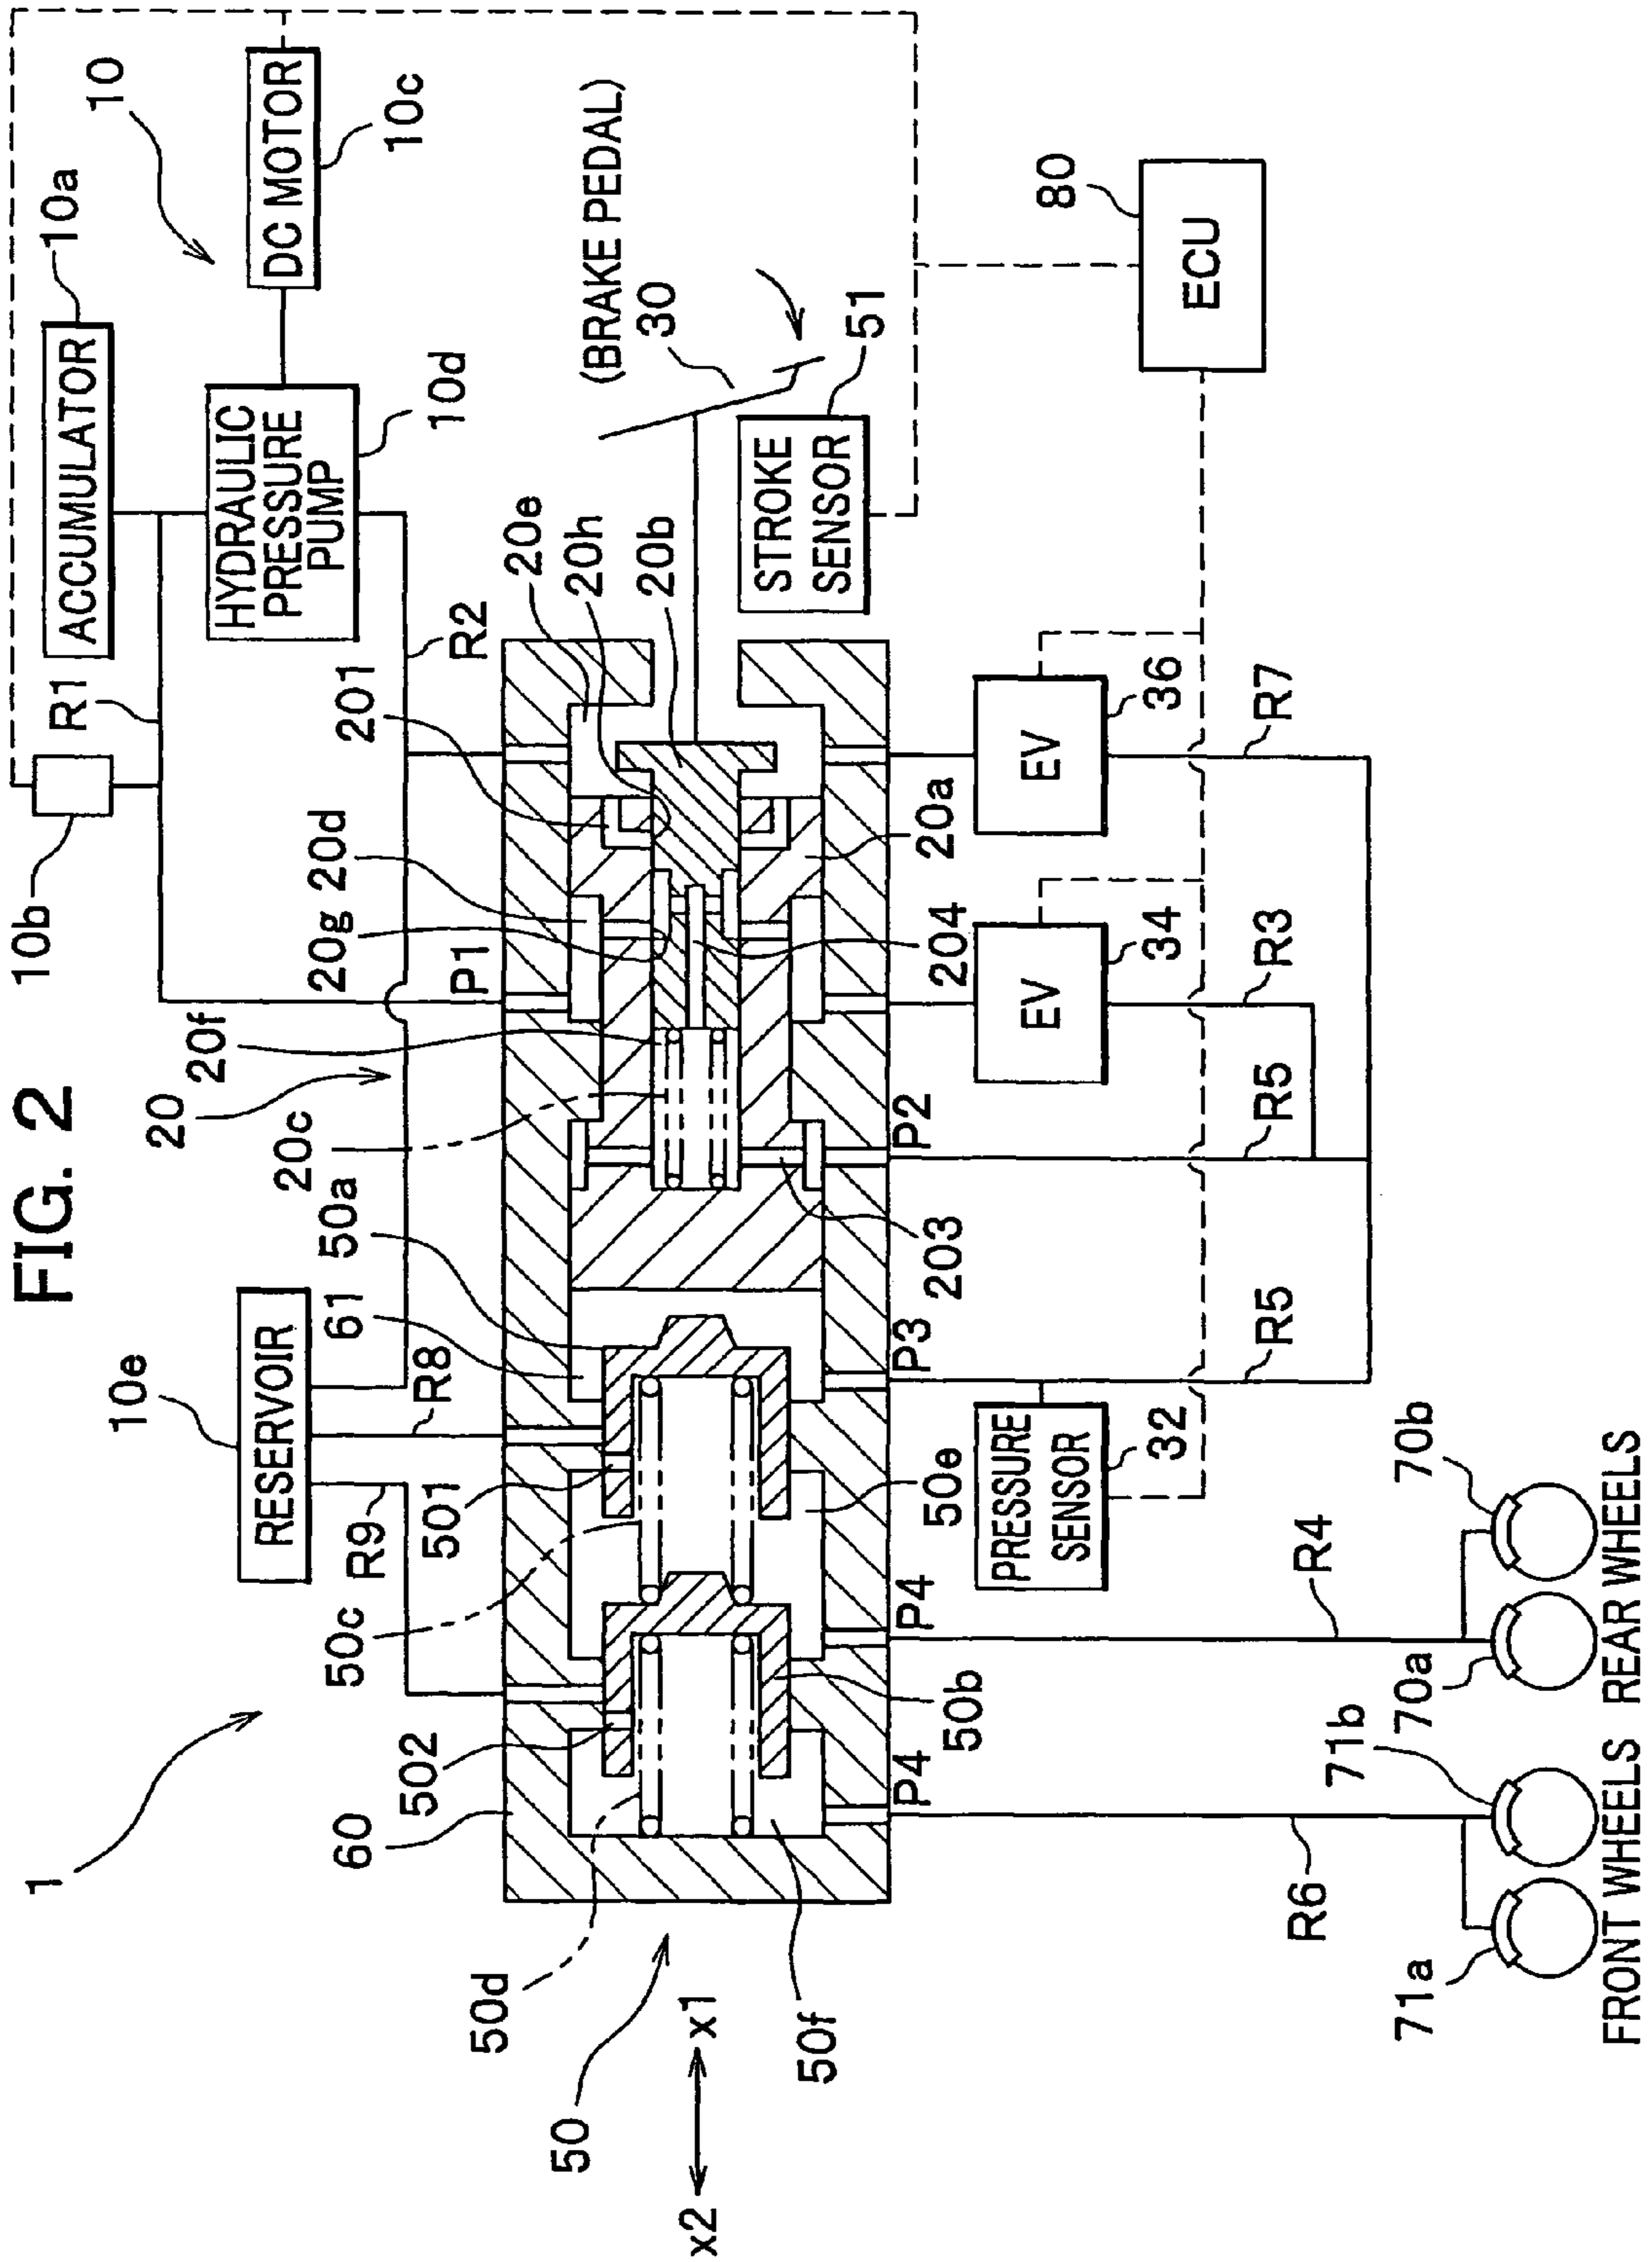 FIG. 2
1
10
10a
ACCUMULATOR
10b
R1
DC MOTOR
10c
HYDRAULIC
PRESSURE
PUMP
10d
R2
10e
RESERVOIR
R8
R9
(BRAKE PEDAL)
30
STROKE
SENSOR
51
80
ECU
20
20f
20c
20g
20d
P1
201
20e
20h
20b
50a
61
501
50c
502
60
50d
50
x2
x1
50f
50b
50e
203
204
20a
P4
P4
P3
P2
EV
36
EV
34
R7
R3
R5
R5
PRESSURE
SENSOR
32
R4
R6
71a
71b
70a
70b
FRONT WHEELS
REAR WHEELS